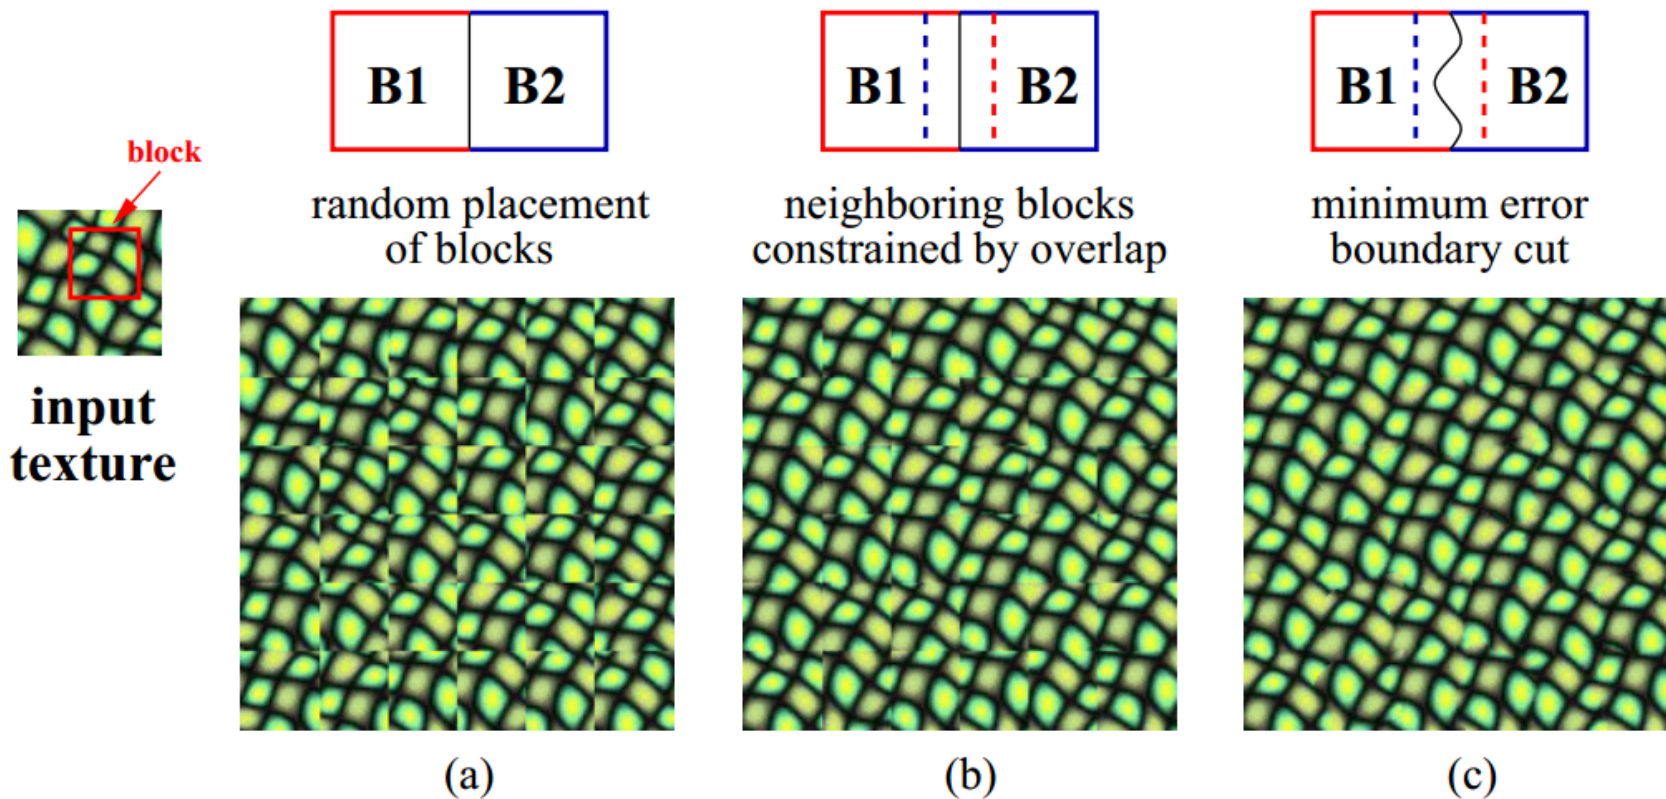 block
input
texture
B1 B2
random placement
of blocks
(a)
B1 B2
neighboring blocks
constrained by overlap
(b)
B1 B2
minimum error
boundary cut
(c)